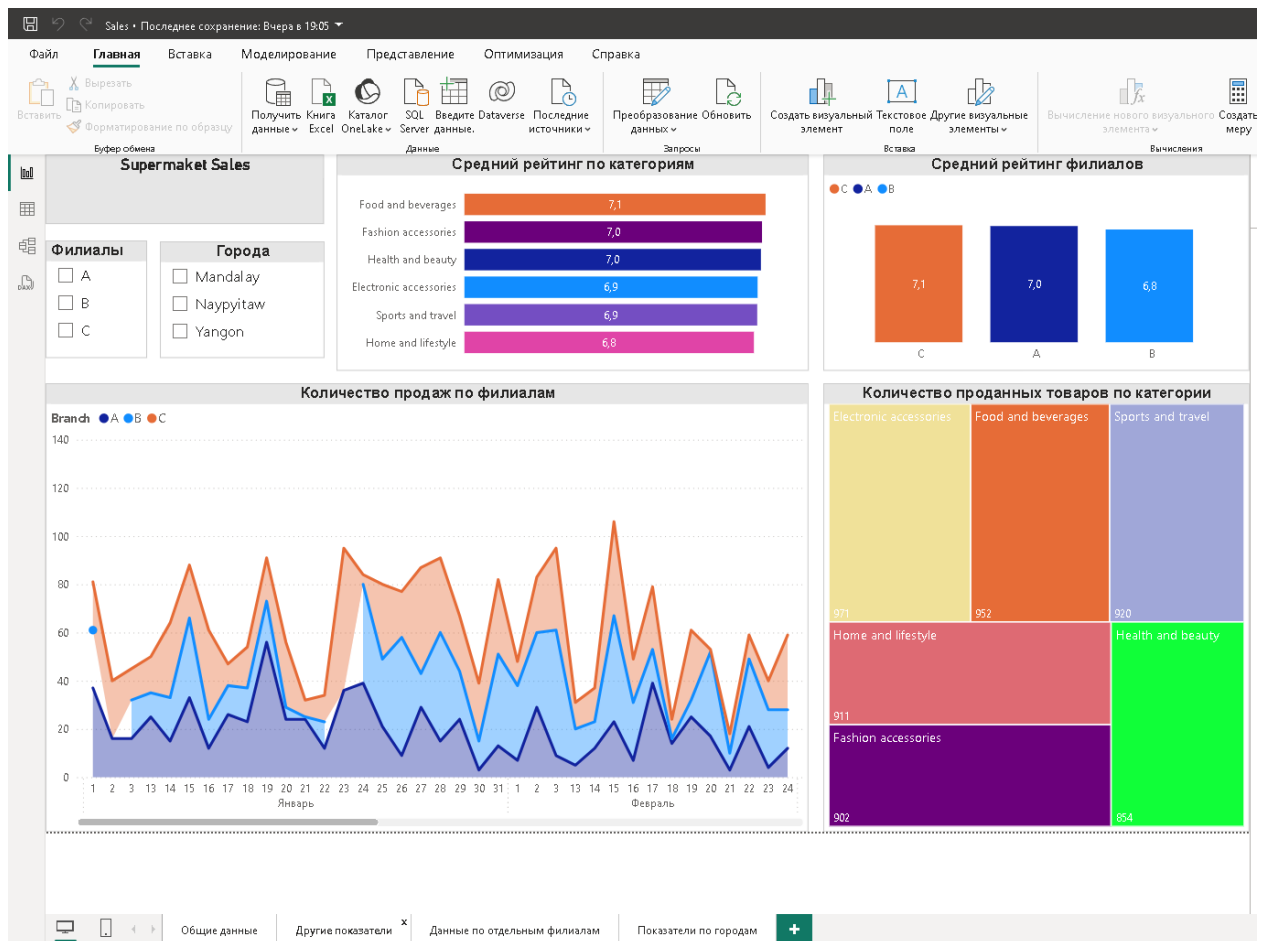 Sales • Последнее сохранение: Вчера в 19:05
Файл Главная Вставка Моделирование Представление Оптимизация Справка
Вставить
Вырезать
Копировать
Форматирование по образцу
Буфер обмена
Получить данные
Книга Excel
Каталог OneLake
SQL Server
Введите данные.
Dataverse
Последние источники
Данные
Преобразование данных
Обновить
Запросы
Создать визуальный элемент
Текстовое поле
Другие визуальные элементы
Вставка
Вычисление нового визуального элемента
Создать меру
Вычисления
DAX
Supermaket Sales
Филиалы
A
B
C
Города
Mandalay
Naypyitaw
Yangon
Средний рейтинг по категориям
Food and beverages 7,1
Fashion accessories 7,0
Health and beauty 7,0
Electronic accessories 6,9
Sports and travel 6,9
Home and lifestyle 6,8
Средний рейтинг филиалов
C A B
7,1 7,0 6,8
C A B
Количество продаж по филиалам
Branch A B C
140
120
100
80
60
40
20
0
1 2 3 13 14 15 16 17 18 19 20 21 22 23 24 25 26 27 28 29 30 31 1 2 3 13 14 15 16 17 18 19 20 21 22 23 24
Январь Февраль
Количество проданных товаров по категории
Electronic accessories
971
Food and beverages
952
Sports and travel
920
Home and lifestyle
911
Health and beauty
854
Fashion accessories
902
Общие данные
Другие показатели x
Данные по отдельным филиалам
Показатели по городам
+